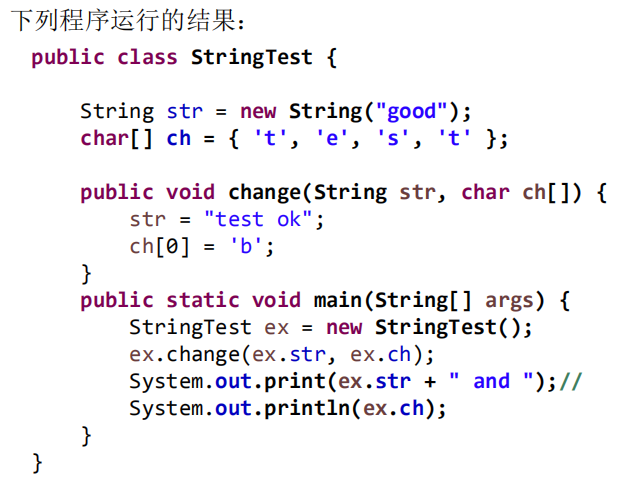 下列程序运行的结果：
public class StringTest {
String str = new String("good");
char[] ch = { 't', 'e', 's', 't' };
public void change(String str, char ch[]) {
str = "test ok";
ch[0] = 'b';
}
public static void main(String[] args) {
StringTest ex = new StringTest();
ex.change(ex.str, ex.ch);
System.out.print(ex.str + " and ");//
System.out.println(ex.ch);
}
}